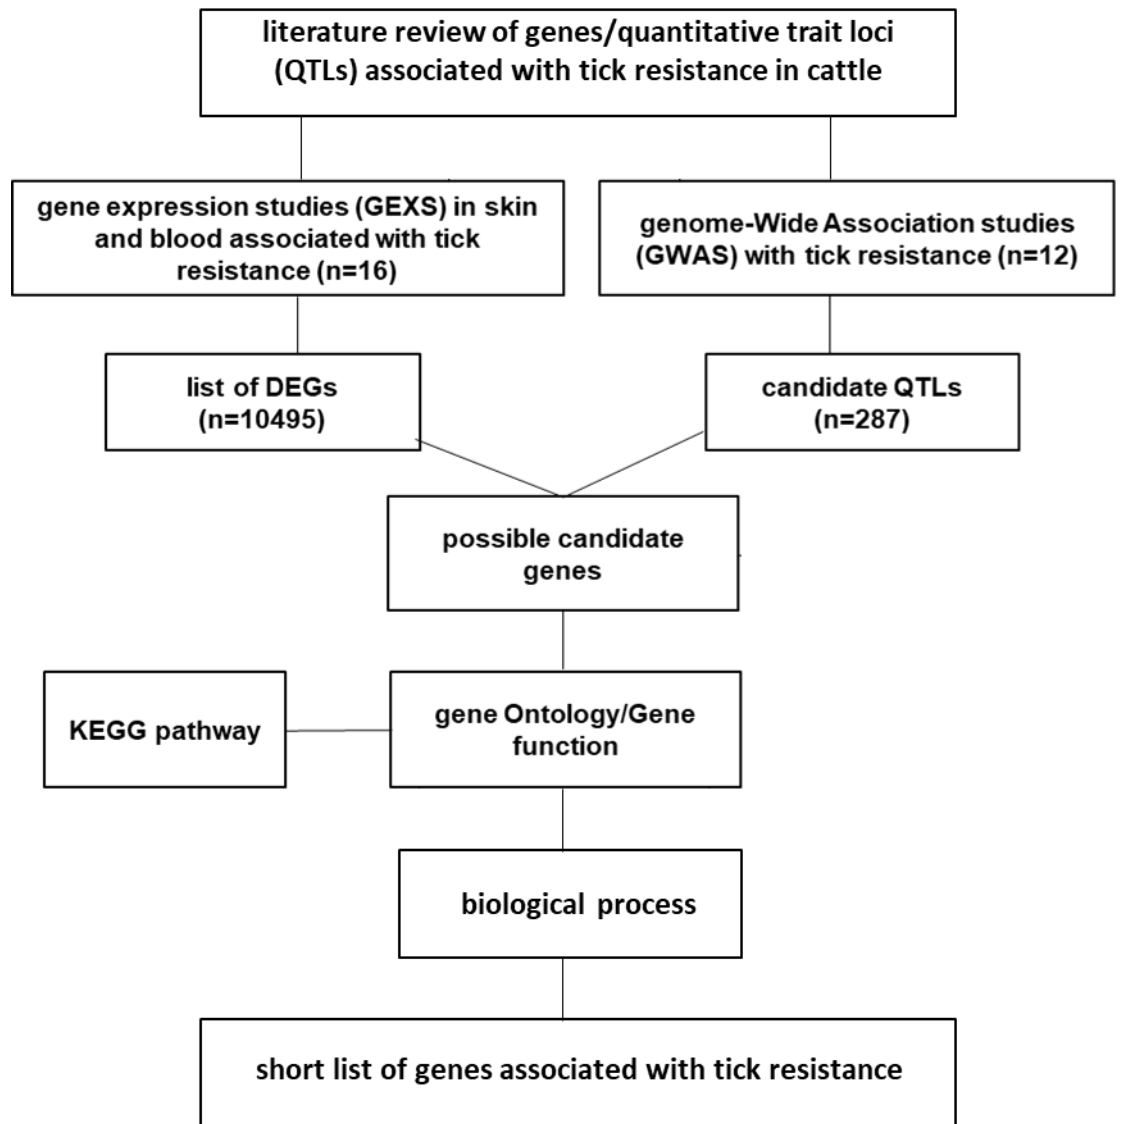 literature review of genes/quantitative trait loci
(QTLs) associated with tick resistance in cattle
gene expression studies (GEXS) in skin
and blood associated with tick
resistance (n=16)
genome-Wide Association studies
(GWAS) with tick resistance (n=12)
list of DEGs
(n=10495)
candidate QTLs
(n=287)
possible candidate
genes
KEGG pathway
gene Ontology/Gene
function
biological process
short list of genes associated with tick resistance